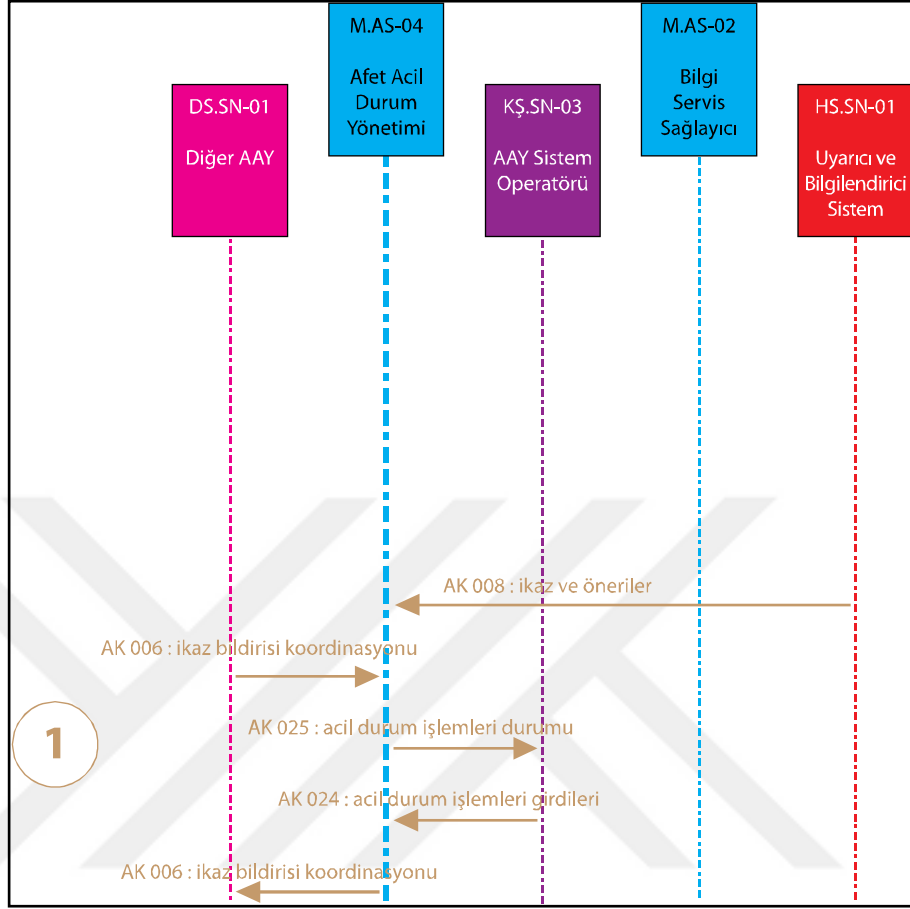 M.AS-04
Afet Acil
Durum
Yönetimi
M.AS-02
Bilgi
Servis
Sağlayıcı
DS.SN-01
Diğer AAY
KŞ.SN-03
AAY Sistem
Operatörü
HS.SN-01
Uyarıcı ve
Bilgilendirici
Sistem
AK 008 : ikaz ve öneriler
AK 006 : ikaz bildirisi koordinasyonu
1
AK 025 : acil durum işlemleri durumu
AK 024 : acil durum işlemleri girdileri
AK 006 : ikaz bildirisi koordinasyonu